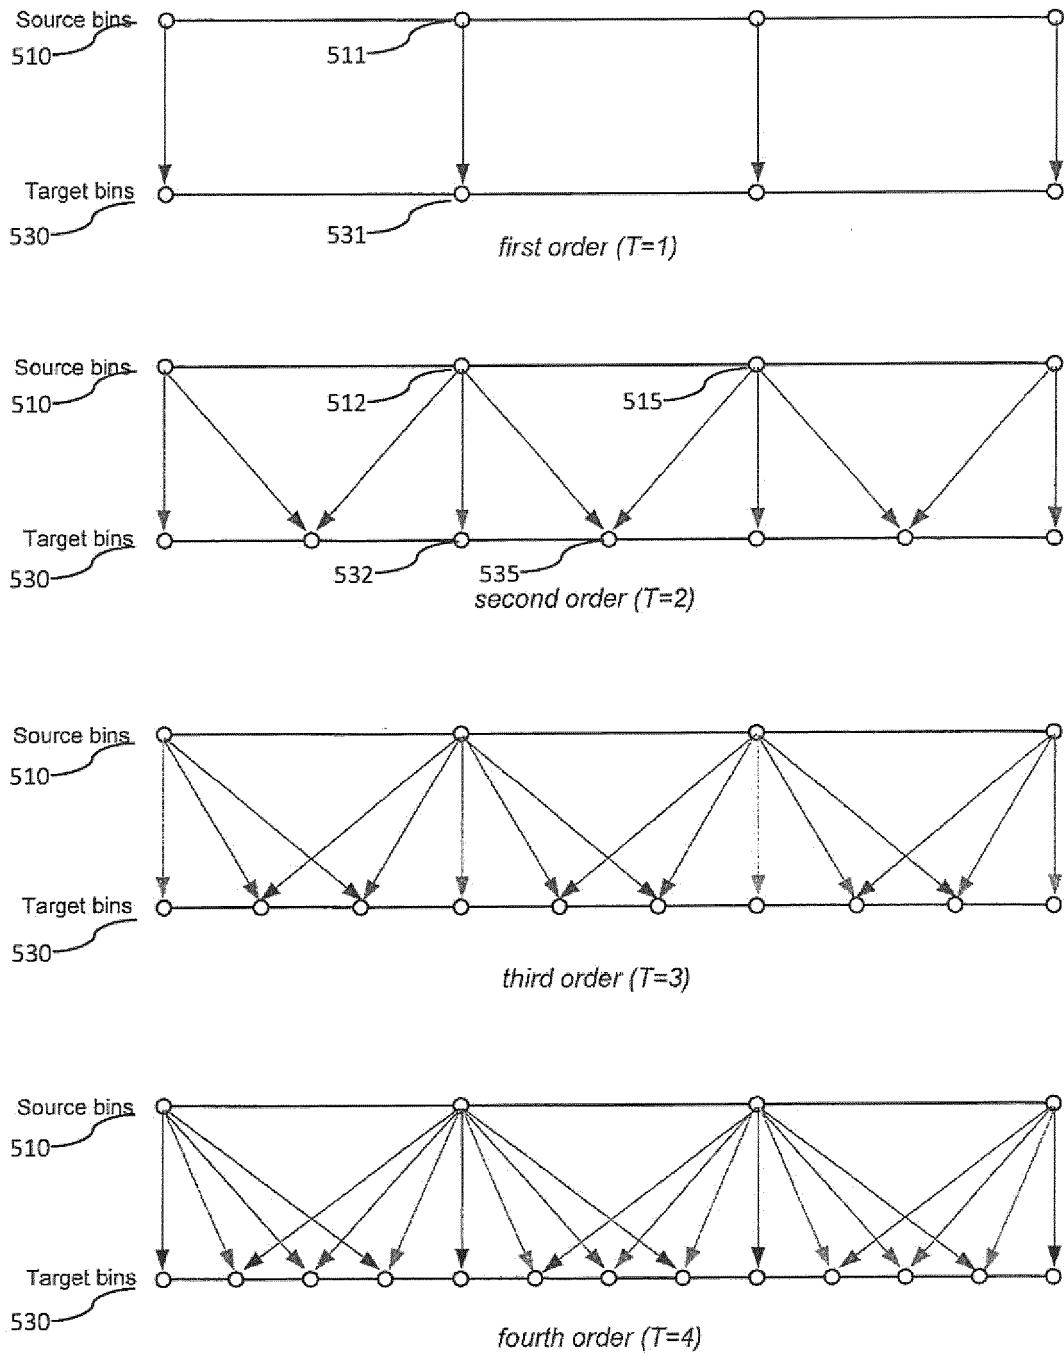 Source bins
510
511
Target bins
530
531
first order (T=1)
Source bins
510
512
515
Target bins
530
532
535
second order (T=2)
Source bins
510
Target bins
530
third order (T=3)
Source bins
510
Target bins
530
fourth order (T=4)